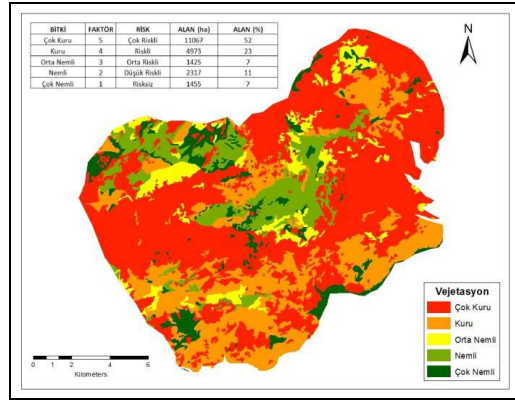 BİTKİ FAKTÖR RİSK ALAN (ha) ALAN (%)
Çok Kuru 5 Çok Riskli 11067 52
Kuru 4 Riskli 4973 23
Orta Nemli 3 Orta Riskli 1425 7
Nemli 2 Düşük Riskli 2317 11
Çok Nemli 1 Risksiz 1455 7
N
Vejetasyon
Çok Kuru
Kuru
Orta Nemli
Nemli
Çok Nemli
0 1 2 4 6
Kilometers